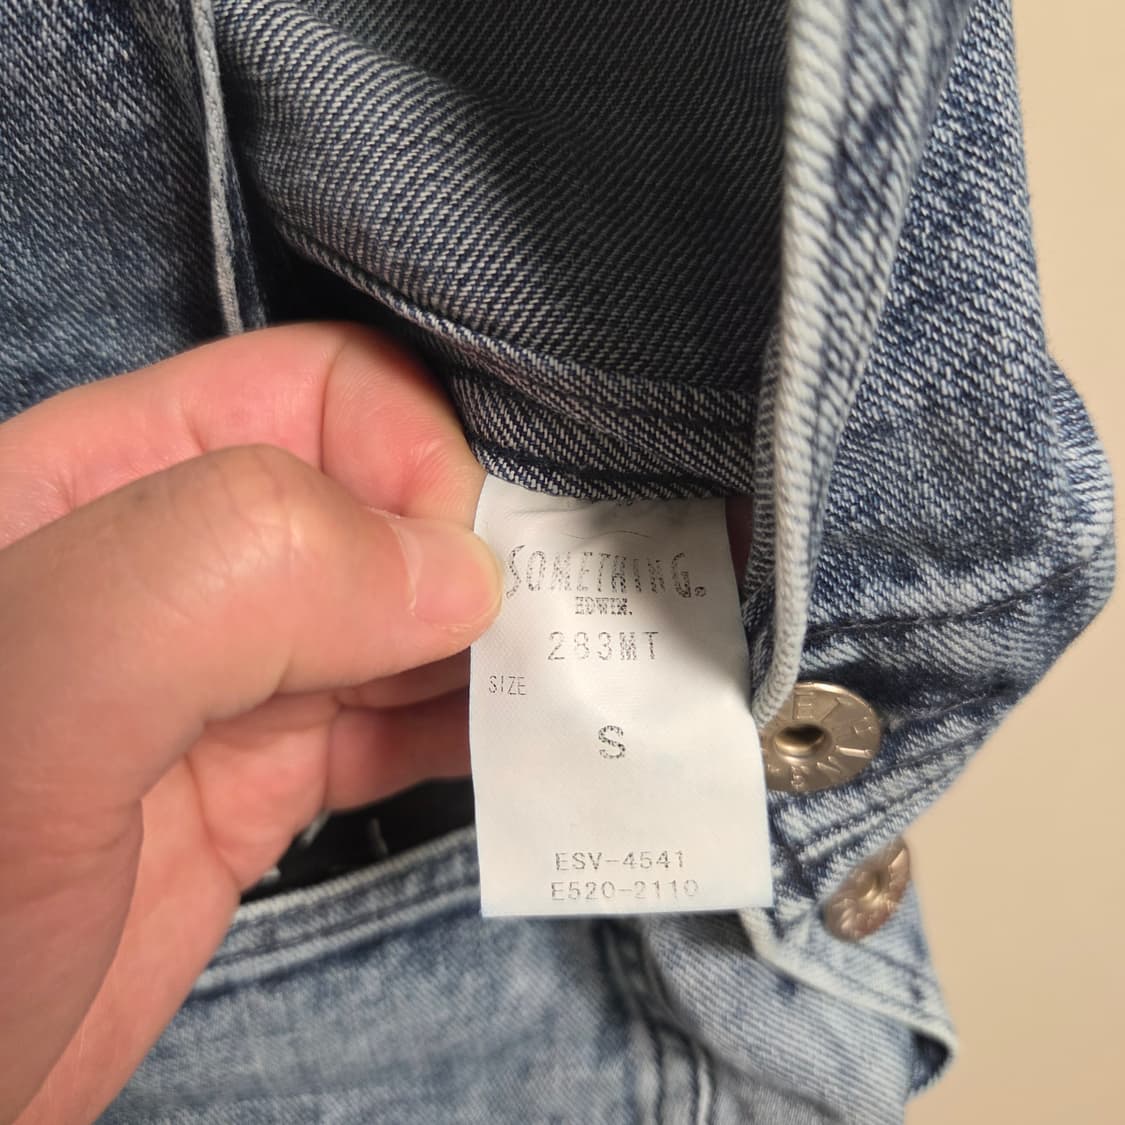 SOMETHING.
EDWIN.
283MT
SIZE
S
ESV-4541
E520-2110